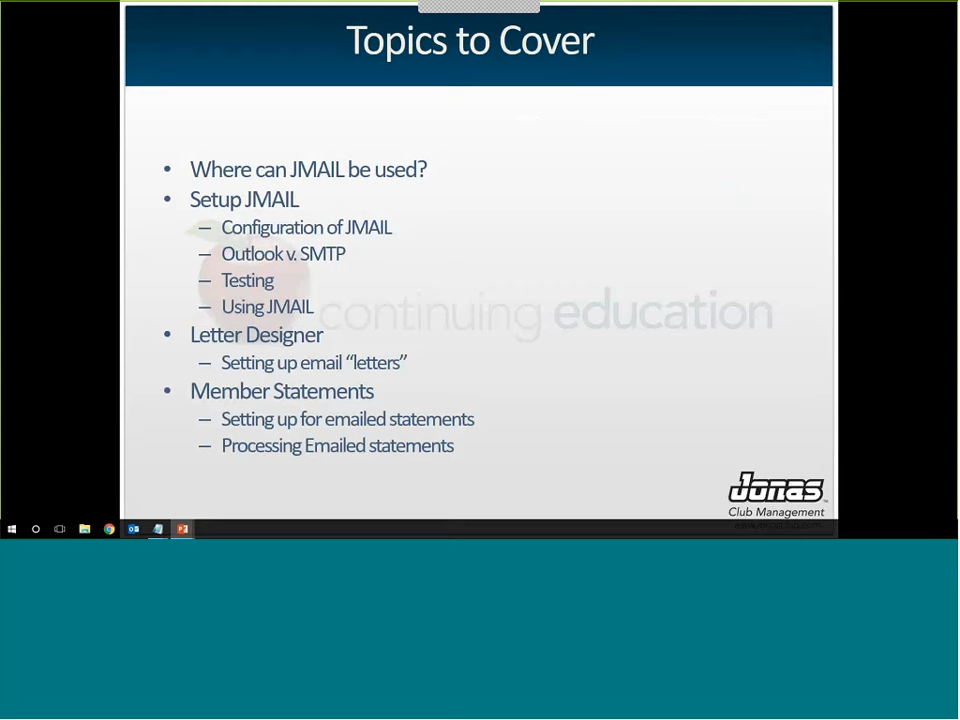 Topics to Cover
• Where can JMAIL be used?
• Setup JMAIL
– Configuration of JMAIL
– Outlook v. SMTP
– Testing
– Using JMAIL
continuing education
• Letter Designer
– Setting up email “letters”
• Member Statements
– Setting up for emailed statements
– Processing Emailed statements
Jonas
Club Management